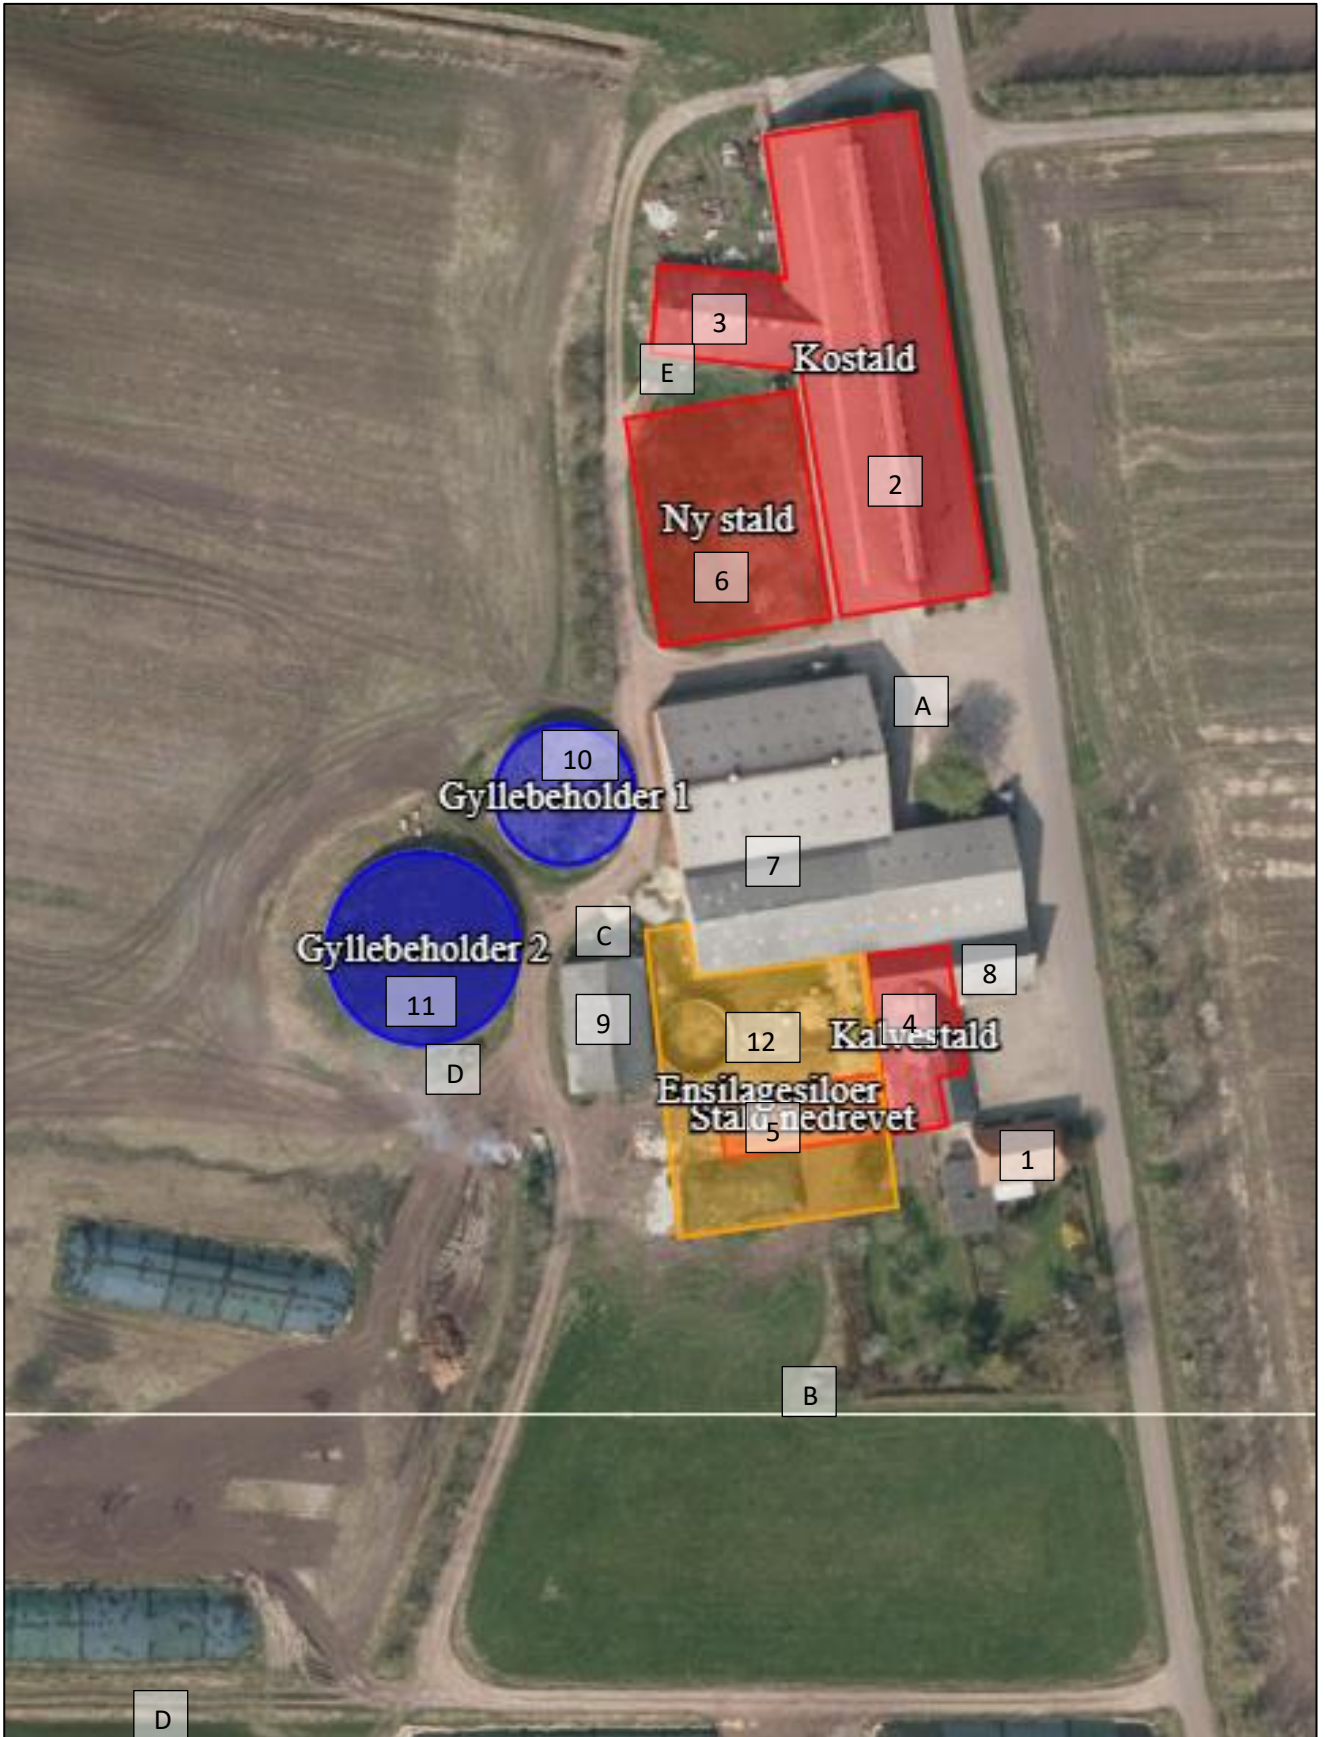 3
Kostald
E
2
Ny stald
6
A
10
Gyllebeholder 1
7
C
Gyllebeholder 2
8
11
9
4
12
Kalvestald
D
Ensilagesiloer
Stald nedrevet
5
1
B
D